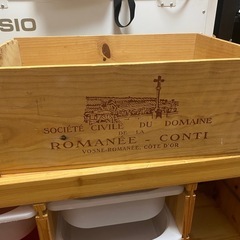 SIO
SOCIÉTÉ CIVILE DU DOMAINE
DE LA
ROMANÉE - CONTI
VOSNE-ROMANÉE, CÔTE D'OR